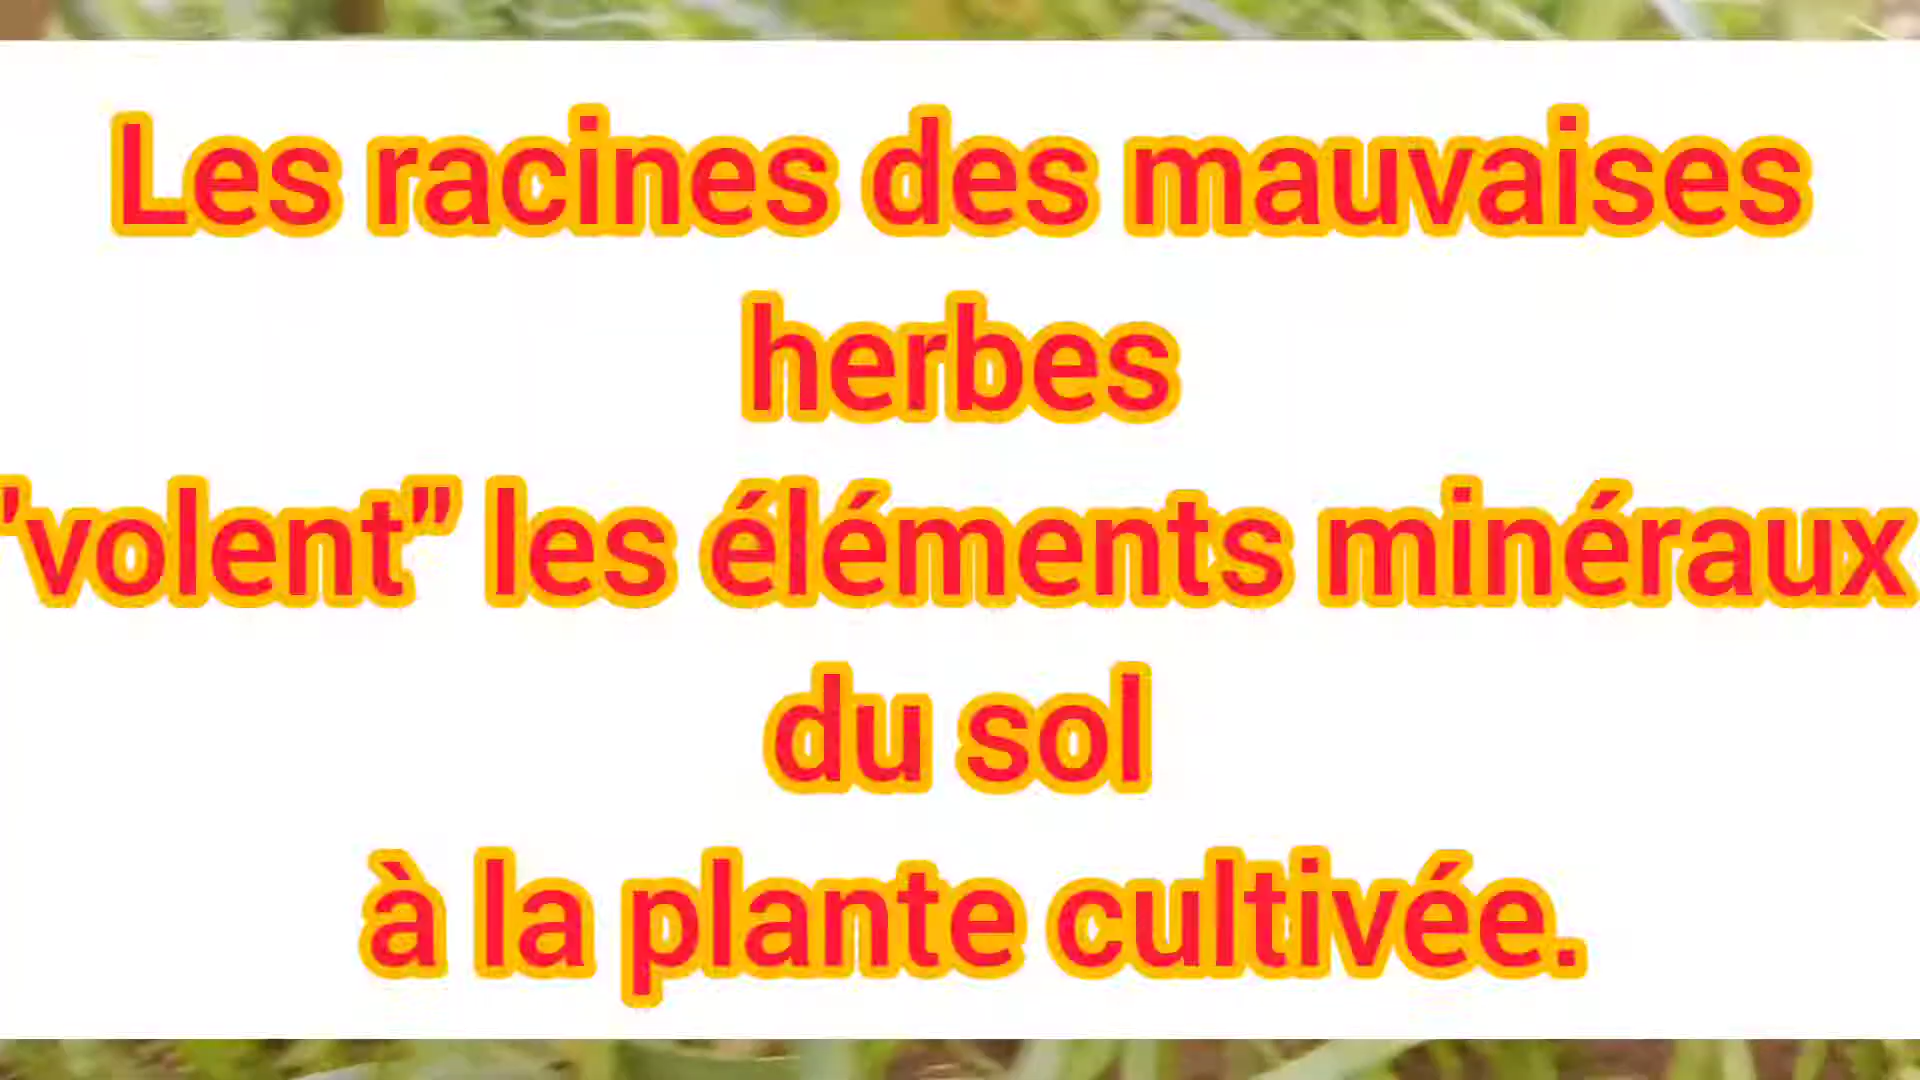 Les racines des mauvaises
herbes
"volent" les éléments minéraux
du sol
à la plante cultivée.